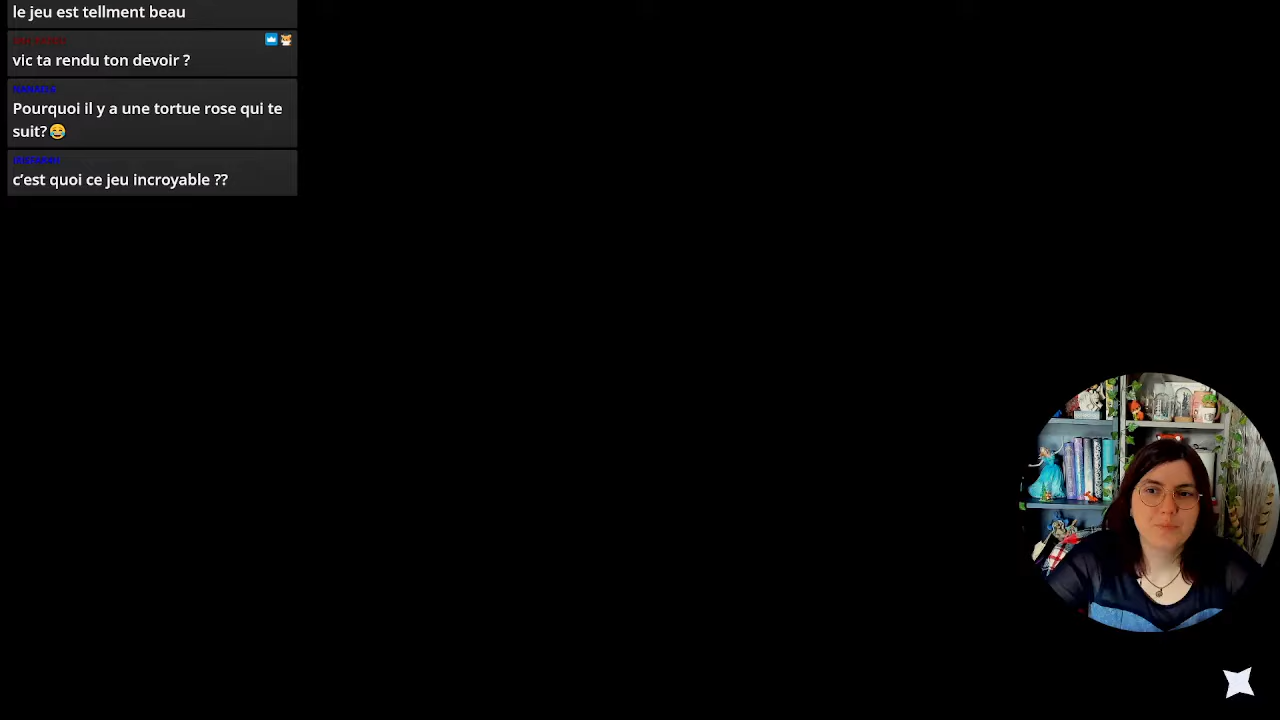 le jeu est tellment beau
vic ta rendu ton devoir ?
Pourquoi il y a une tortue rose qui te
suit?😂
c’est quoi ce jeu incroyable ??